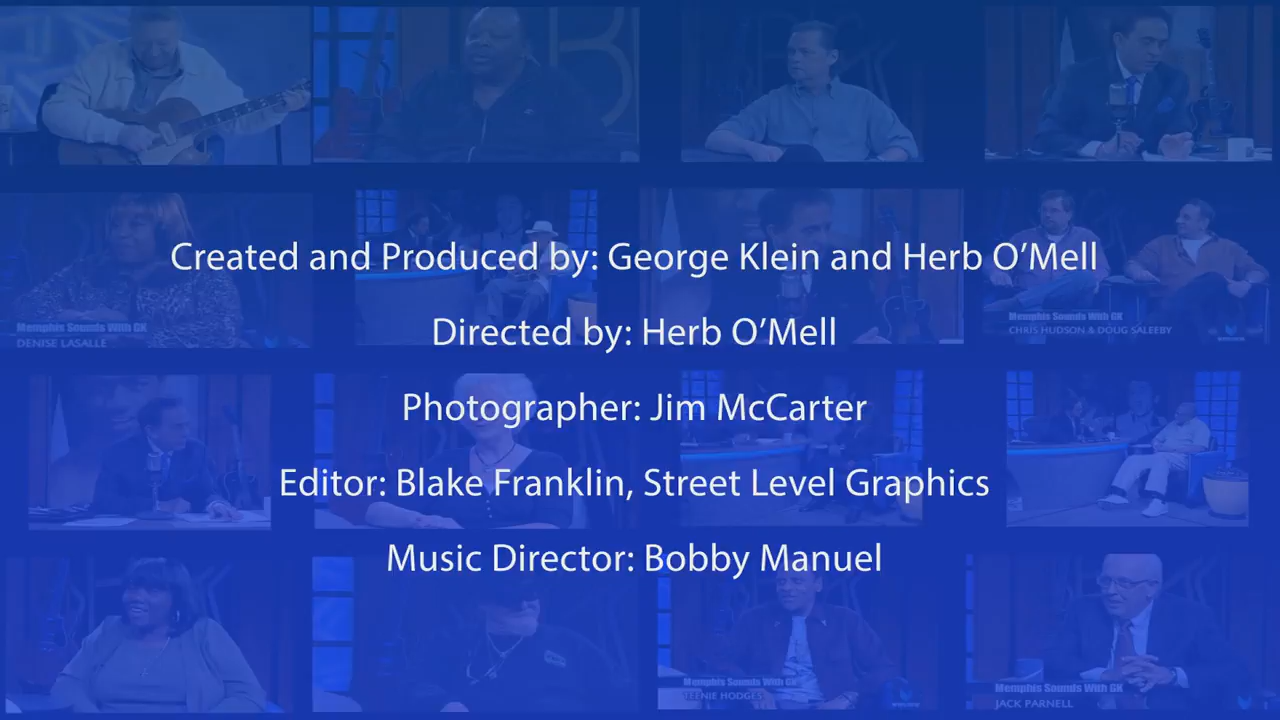 Created and Produced by: George Klein and Herb O’Mell
Memphis Sounds With GK
DENISE LASALLE
Memphis Sounds With GK
CHRIS HUDSON & DOUG SALEEBY
Directed by: Herb O’Mell
Photographer: Jim McCarter
Editor: Blake Franklin, Street Level Graphics
Music Director: Bobby Manuel
Memphis Sounds With GK
TEENIE HODGES
Memphis Sounds With GK
JACK PARNELL